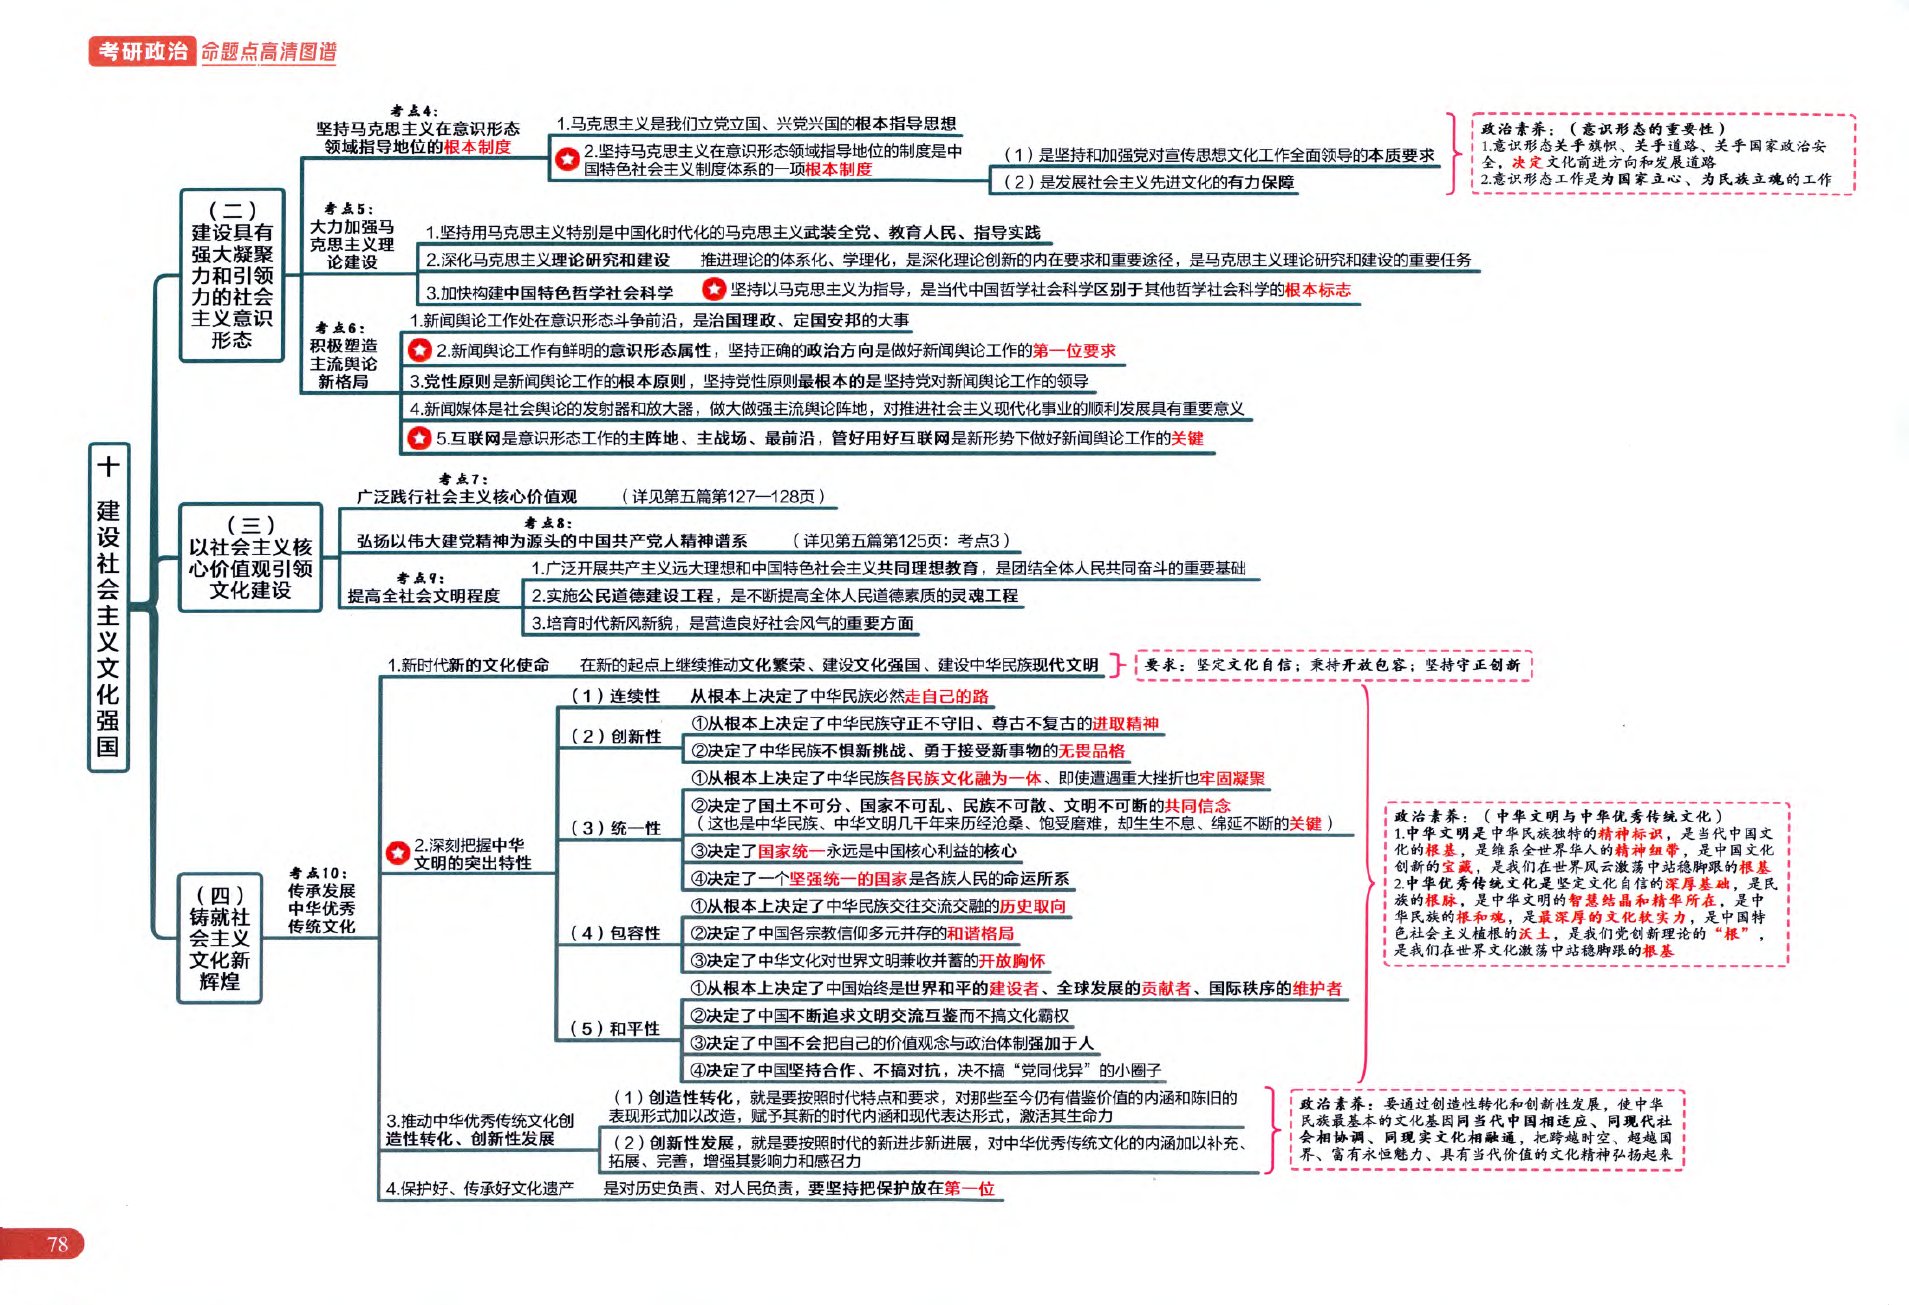 考研政治 命题点高清图谱
十 建设社会主义文化强国
（二）
建设具有
强大凝聚
力和引领
力的社会
主义意识
形态
考点4：
坚持马克思主义在意识形态
领域指导地位的根本制度
1.马克思主义是我们立党立国、兴党兴国的根本指导思想
2.坚持马克思主义在意识形态领域指导地位的制度是中
国特色社会主义制度体系的一项根本制度
（1）是坚持和加强党对宣传思想文化工作全面领导的本质要求
（2）是发展社会主义先进文化的有力保障
政治素养：（意识形态的重要性）
1.意识形态关乎旗帜、关乎道路、关乎国家政治安
全，决定文化前进方向和发展道路
2.意识形态工作是为国家立心、为民族立魂的工作
考点5：
大力加强马
克思主义理
论建设
1.坚持用马克思主义特别是中国化时代化的马克思主义武装全党、教育人民、指导实践
2.深化马克思主义理论研究和建设 推进理论的体系化、学理化，是深化理论创新的内在要求和重要途径，是马克思主义理论研究和建设的重要任务
3.加快构建中国特色哲学社会科学 坚持以马克思主义为指导，是当代中国哲学社会科学区别于其他哲学社会科学的根本标志
考点6：
积极塑造
主流舆论
新格局
1.新闻舆论工作处在意识形态斗争前沿，是治国理政、定国安邦的大事
2.新闻舆论工作有鲜明的意识形态属性，坚持正确的政治方向是做好新闻舆论工作的第一位要求
3.党性原则是新闻舆论工作的根本原则，坚持党性原则最根本的是坚持党对新闻舆论工作的领导
4.新闻媒体是社会舆论的发射器和放大器，做大做强主流舆论阵地，对推进社会主义现代化事业的顺利发展具有重要意义
5.互联网是意识形态工作的主阵地、主战场、最前沿，管好用好互联网是新形势下做好新闻舆论工作的关键
（三）
以社会主义核
心价值观引领
文化建设
考点7：
广泛践行社会主义核心价值观 （详见第五篇第127—128页）
考点8：
弘扬以伟大建党精神为源头的中国共产党人精神谱系 （详见第五篇第125页：考点3）
考点9：
提高全社会文明程度
1.广泛开展共产主义远大理想和中国特色社会主义共同理想教育，是团结全体人民共同奋斗的重要基础
2.实施公民道德建设工程，是不断提高全体人民道德素质的灵魂工程
3.培育时代新风新貌，是营造良好社会风气的重要方面
（四）
铸就社
会主义
文化新
辉煌
考点10：
传承发展
中华优秀
传统文化
1.新时代新的文化使命 在新的起点上继续推动文化繁荣、建设文化强国、建设中华民族现代文明
要求：坚定文化自信；秉持开放包容；坚持守正创新
2.深刻把握中华
文明的突出特性
（1）连续性 从根本上决定了中华民族必然走自己的路
（2）创新性
①从根本上决定了中华民族守正不守旧、尊古不复古的进取精神
②决定了中华民族不惧新挑战、勇于接受新事物的无畏品格
（3）统一性
①从根本上决定了中华民族各民族文化融为一体、即使遭遇重大挫折也牢固凝聚
②决定了国土不可分、国家不可乱、民族不可散、文明不可断的共同信念
（这也是中华民族、中华文明几千年来历经沧桑、饱受磨难，却生生不息、绵延不断的关键）
③决定了国家统一永远是中国核心利益的核心
④决定了一个坚强统一的国家是各族人民的命运所系
（4）包容性
①从根本上决定了中华民族交往交流交融的历史取向
②决定了中国各宗教信仰多元并存的和谐格局
③决定了中华文化对世界文明兼收并蓄的开放胸怀
（5）和平性
①从根本上决定了中国始终是世界和平的建设者、全球发展的贡献者、国际秩序的维护者
②决定了中国不断追求文明交流互鉴而不搞文化霸权
③决定了中国不会把自己的价值观念与政治体制强加于人
④决定了中国坚持合作、不搞对抗，决不搞“党同伐异”的小圈子
政治素养：（中华文明与中华优秀传统文化）
1.中华文明是中华民族独特的精神标识，是当代中国文
化的根基，是维系全世界华人的精神纽带，是中国文化
创新的宝藏，是我们在世界风云激荡中站稳脚跟的根基
2.中华优秀传统文化是坚定文化自信的深厚基础，是民
族的根脉，是中华文明的智慧结晶和精华所在，是中
华民族的根和魂，是最深厚的文化软实力，是中国特
色社会主义植根的沃土，是我们党创新理论的“根”，
是我们在世界文化激荡中站稳脚跟的根基
3.推动中华优秀传统文化创
造性转化、创新性发展
（1）创造性转化，就是要按照时代特点和要求，对那些至今仍有借鉴价值的内涵和陈旧的
表现形式加以改造，赋予其新的时代内涵和现代表达形式，激活其生命力
（2）创新性发展，就是要按照时代的新进步新进展，对中华优秀传统文化的内涵加以补充、
拓展、完善，增强其影响力和感召力
政治素养：要通过创造性转化和创新性发展，使中华
民族最基本的文化基因同当代中国相适应、同现代社
会相协调、同现实文化相融通，把跨越时空、超越国
界、富有永恒魅力、具有当代价值的文化精神弘扬起来
4.保护好、传承好文化遗产 是对历史负责、对人民负责，要坚持把保护放在第一位
78